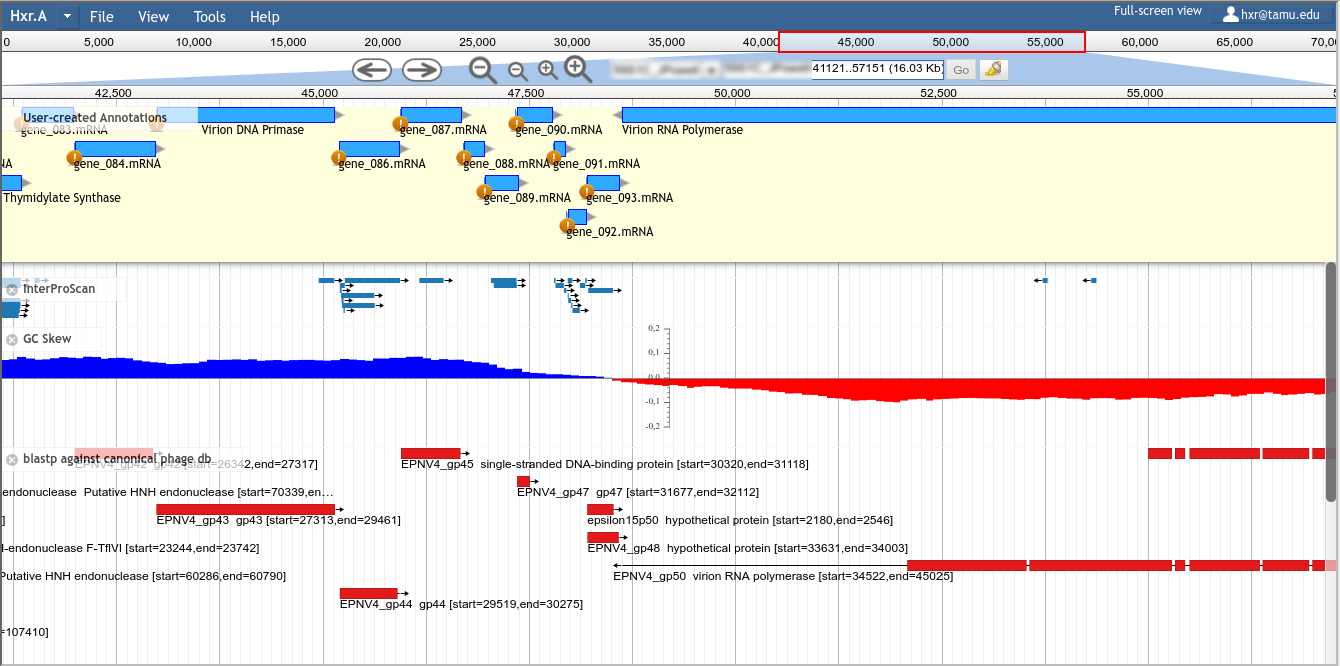 Hxr.A File View Tools Help Full-screen view hxr@tamu.edu
0 5,000 10,000 15,000 20,000 25,000 30,000 35,000 40,000 45,000 50,000 55,000 60,000 65,000 70,0
41121..57151 (16.03 Kb) Go
42,500 45,000 47,500 50,000 52,500 55,000
User-created Annotations
gene_083.mRNA Virion DNA Primase gene_087.mRNA gene_090.mRNA Virion RNA Polymerase
NA gene_084.mRNA gene_086.mRNA gene_088.mRNA gene_091.mRNA
Thymidylate Synthase gene_089.mRNA gene_093.mRNA
gene_092.mRNA
InterProScan
GC Skew
0,2
0,1
0,0
-0,1
-0,2
blastp against canonical phage db
EPNV4_gp42 gp42 [start=26342,end=27317] EPNV4_gp45 single-stranded DNA-binding protein [start=30320,end=31118]
endonuclease Putative HNH endonuclease [start=70339,en... EPNV4_gp47 gp47 [start=31677,end=32112]
] EPNV4_gp43 gp43 [start=27313,end=29461] epsilon15p50 hypothetical protein [start=2180,end=2546]
I-endonuclease F-TflVI [start=23244,end=23742] EPNV4_gp48 hypothetical protein [start=33631,end=34003]
Putative HNH endonuclease [start=60286,end=60790] EPNV4_gp50 virion RNA polymerase [start=34522,end=45025]
EPNV4_gp44 gp44 [start=29519,end=30275]
=107410]